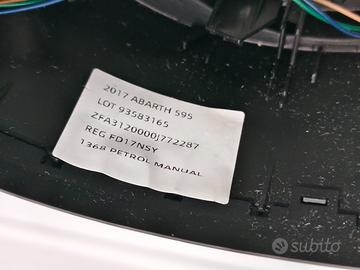 2017 ABARTH 595
LOT 93583165
ZFA3120000J772287
REG FD17NSY
1368 PETROL MANUAL
subito